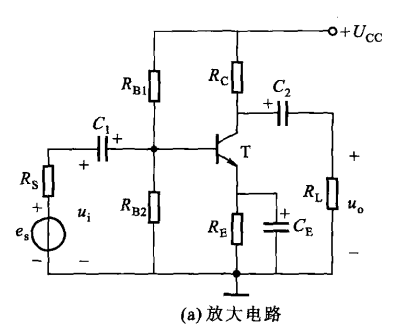 +U_CC
R_B1
R_C
C_2
+
C_1
+
T
+
+
R_S
+
u_i
R_B2
R_E
+
C_E
R_L
u_o
e_s
−
−
−
(a) 放大电路